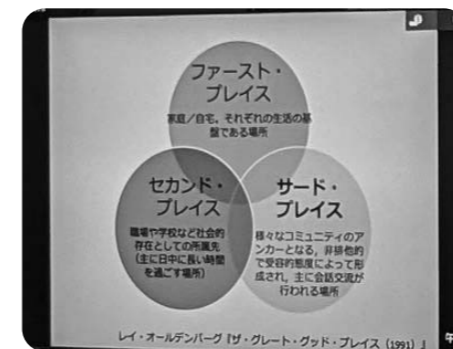 ファースト・
プレイス
家庭／自宅、それぞれの生活の基
盤である場所
セカンド・
プレイス
職場や学校など社会的
存在としての所属先
（主に日中に長い時間
を過ごす場所）
サード・
プレイス
様々なコミュニティのア
ンカーとなる，非排他的
で受容的態度によって形
成され，主に会話交流が
行われる場所
レイ・オールデンバーグ『ザ・グレート・グッド・プレイス（1991）』